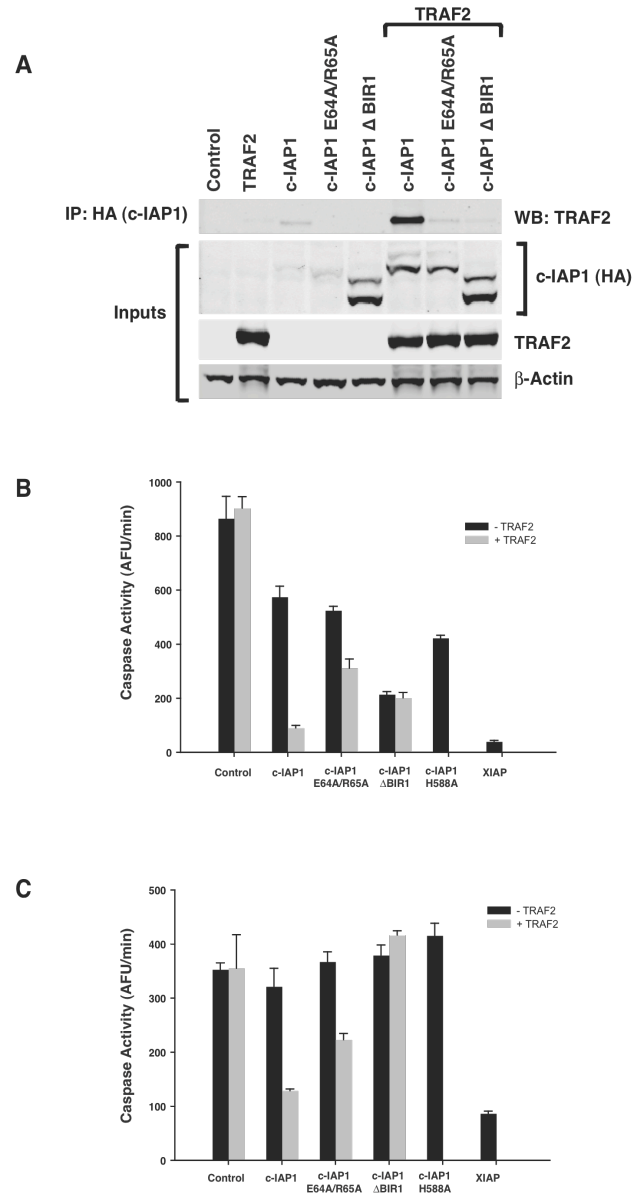 TRAF2
A
Control
TRAF2
c-IAP1
c-IAP1 E64A/R65A
c-IAP1 Δ BIR1
c-IAP1
c-IAP1 E64A/R65A
c-IAP1 Δ BIR1
IP: HA (c-IAP1)
WB: TRAF2
Inputs
c-IAP1 (HA)
TRAF2
β-Actin
B
Caspase Activity (AFU/min)
1000
800
600
400
200
0
- TRAF2
+ TRAF2
Control
c-IAP1
c-IAP1
E64A/R65A
c-IAP1
ΔBIR1
c-IAP1
H588A
XIAP
C
Caspase Activity (AFU/min)
500
400
300
200
100
0
- TRAF2
+ TRAF2
Control
c-IAP1
c-IAP1
E64A/R65A
c-IAP1
ΔBIR1
c-IAP1
H588A
XIAP